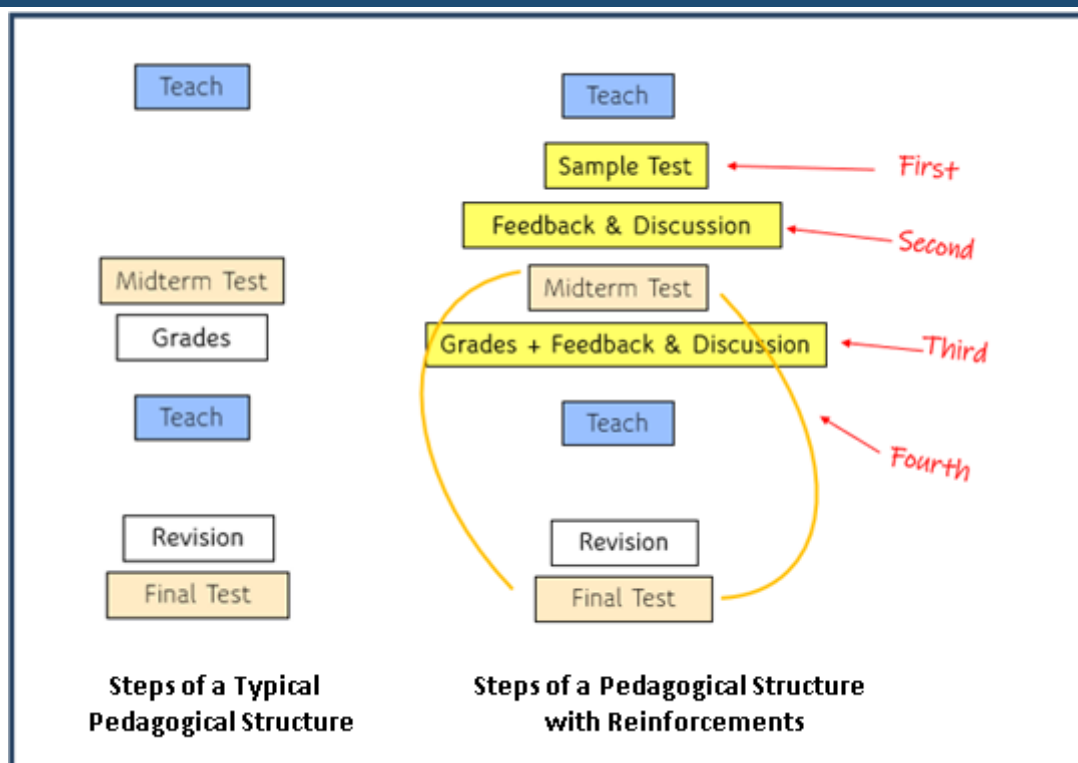 Teach
Midterm Test
Grades
Teach
Revision
Final Test
Steps of a Typical
Pedagogical Structure
Teach
Sample Test
First
Feedback & Discussion
Second
Midterm Test
Grades + Feedback & Discussion
Third
Teach
Fourth
Revision
Final Test
Steps of a Pedagogical Structure
with Reinforcements